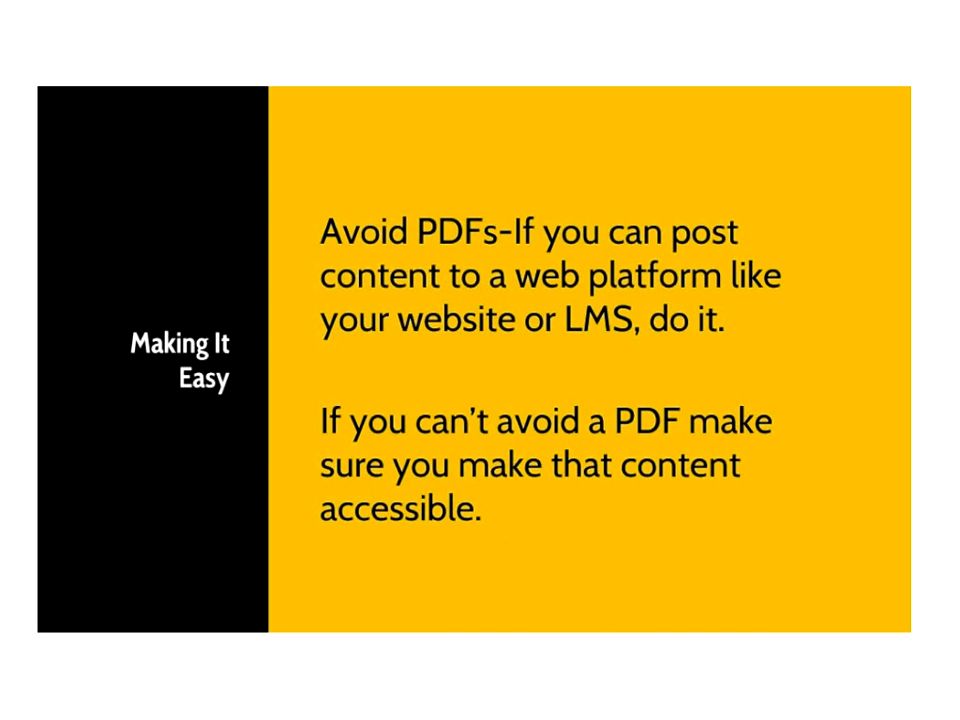 Making It
Easy
Avoid PDFs-If you can post
content to a web platform like
your website or LMS, do it.
If you can't avoid a PDF make
sure you make that content
accessible.